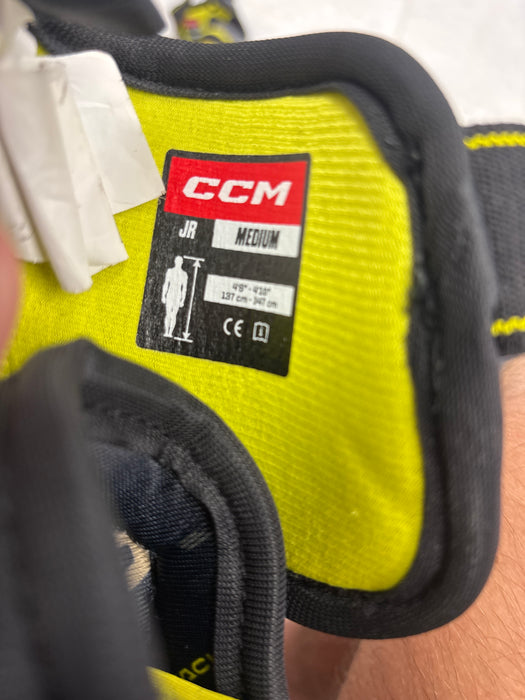 CCM
JR MEDIUM
4'6" - 4'10"
137 cm - 147 cm
CE